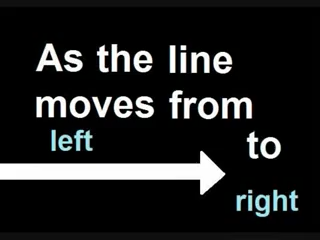 As the line
moves from
left
to
right